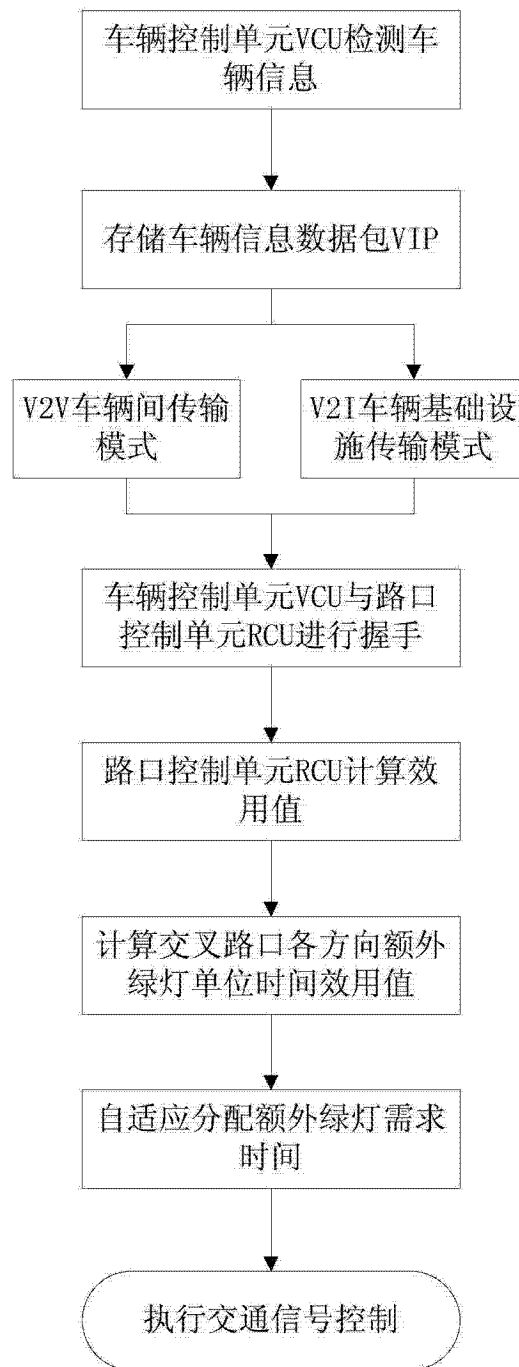 车辆控制单元VCU检测车
辆信息
存储车辆信息数据包VIP
V2V车辆间传输
模式
V2I车辆基础设
施传输模式
车辆控制单元VCU与路口
控制单元RCU进行握手
路口控制单元RCU计算效
用值
计算交叉路口各方向额外
绿灯单位时间效用值
自适应分配额外绿灯需求
时间
执行交通信号控制